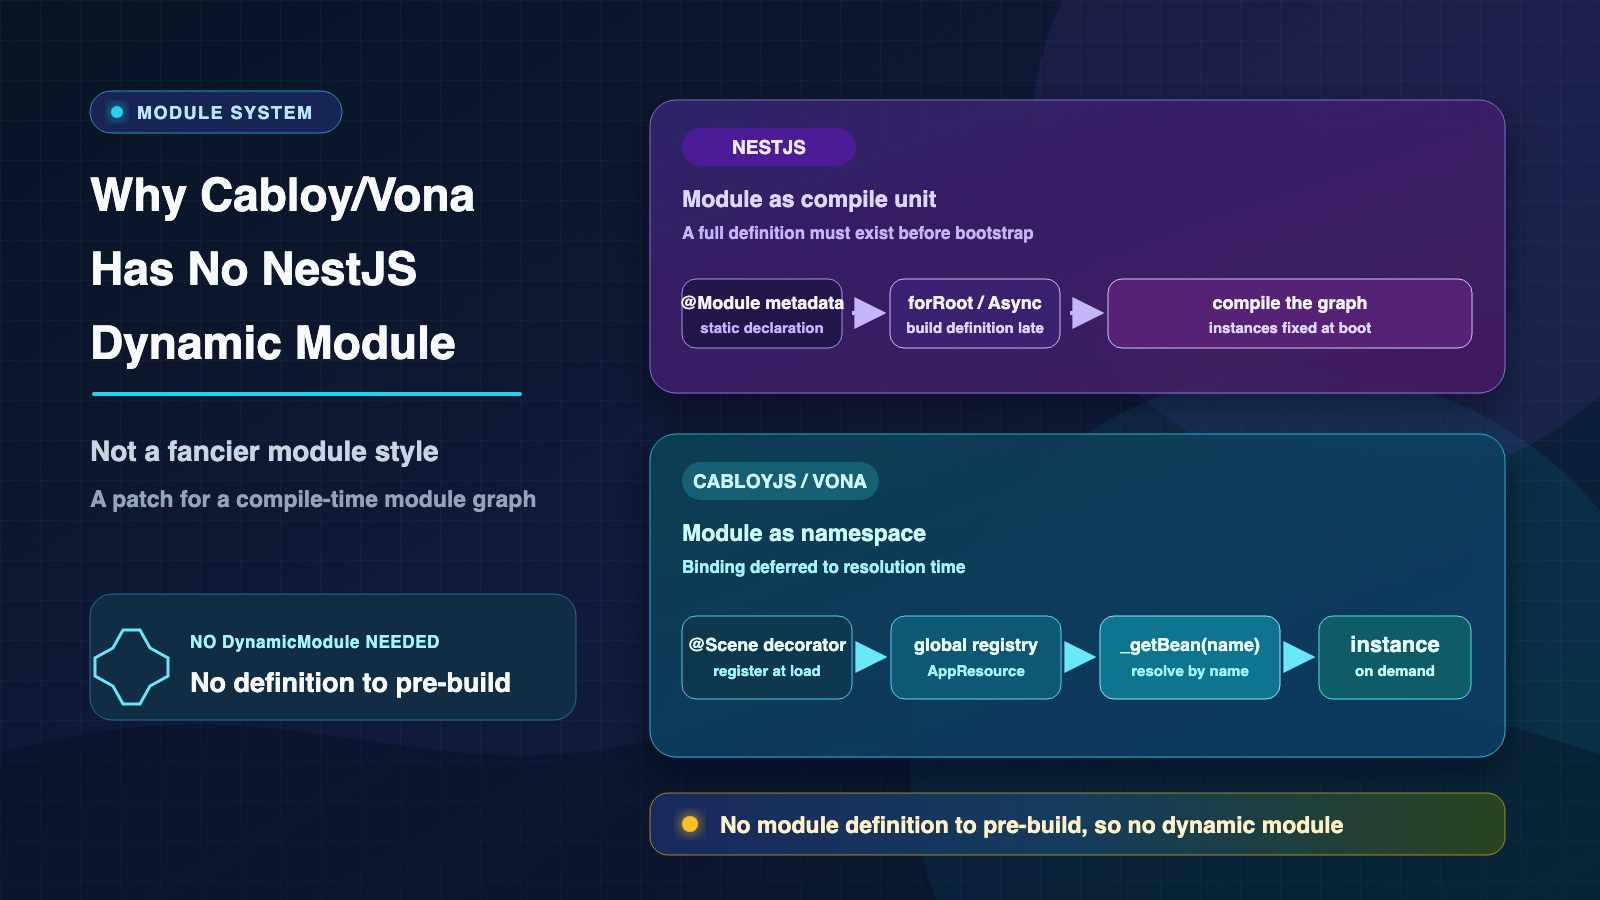 MODULE SYSTEM
Why Cabloy/Vona
Has No NestJS
Dynamic Module
Not a fancier module style
A patch for a compile-time module graph
NO DynamicModule NEEDED
No definition to pre-build
NESTJS
Module as compile unit
A full definition must exist before bootstrap
@Module metadata
static declaration
forRoot / Async
build definition late
compile the graph
instances fixed at boot
CABLOYJS / VONA
Module as namespace
Binding deferred to resolution time
@Scene decorator
register at load
global registry
AppResource
_getBean(name)
resolve by name
instance
on demand
No module definition to pre-build, so no dynamic module